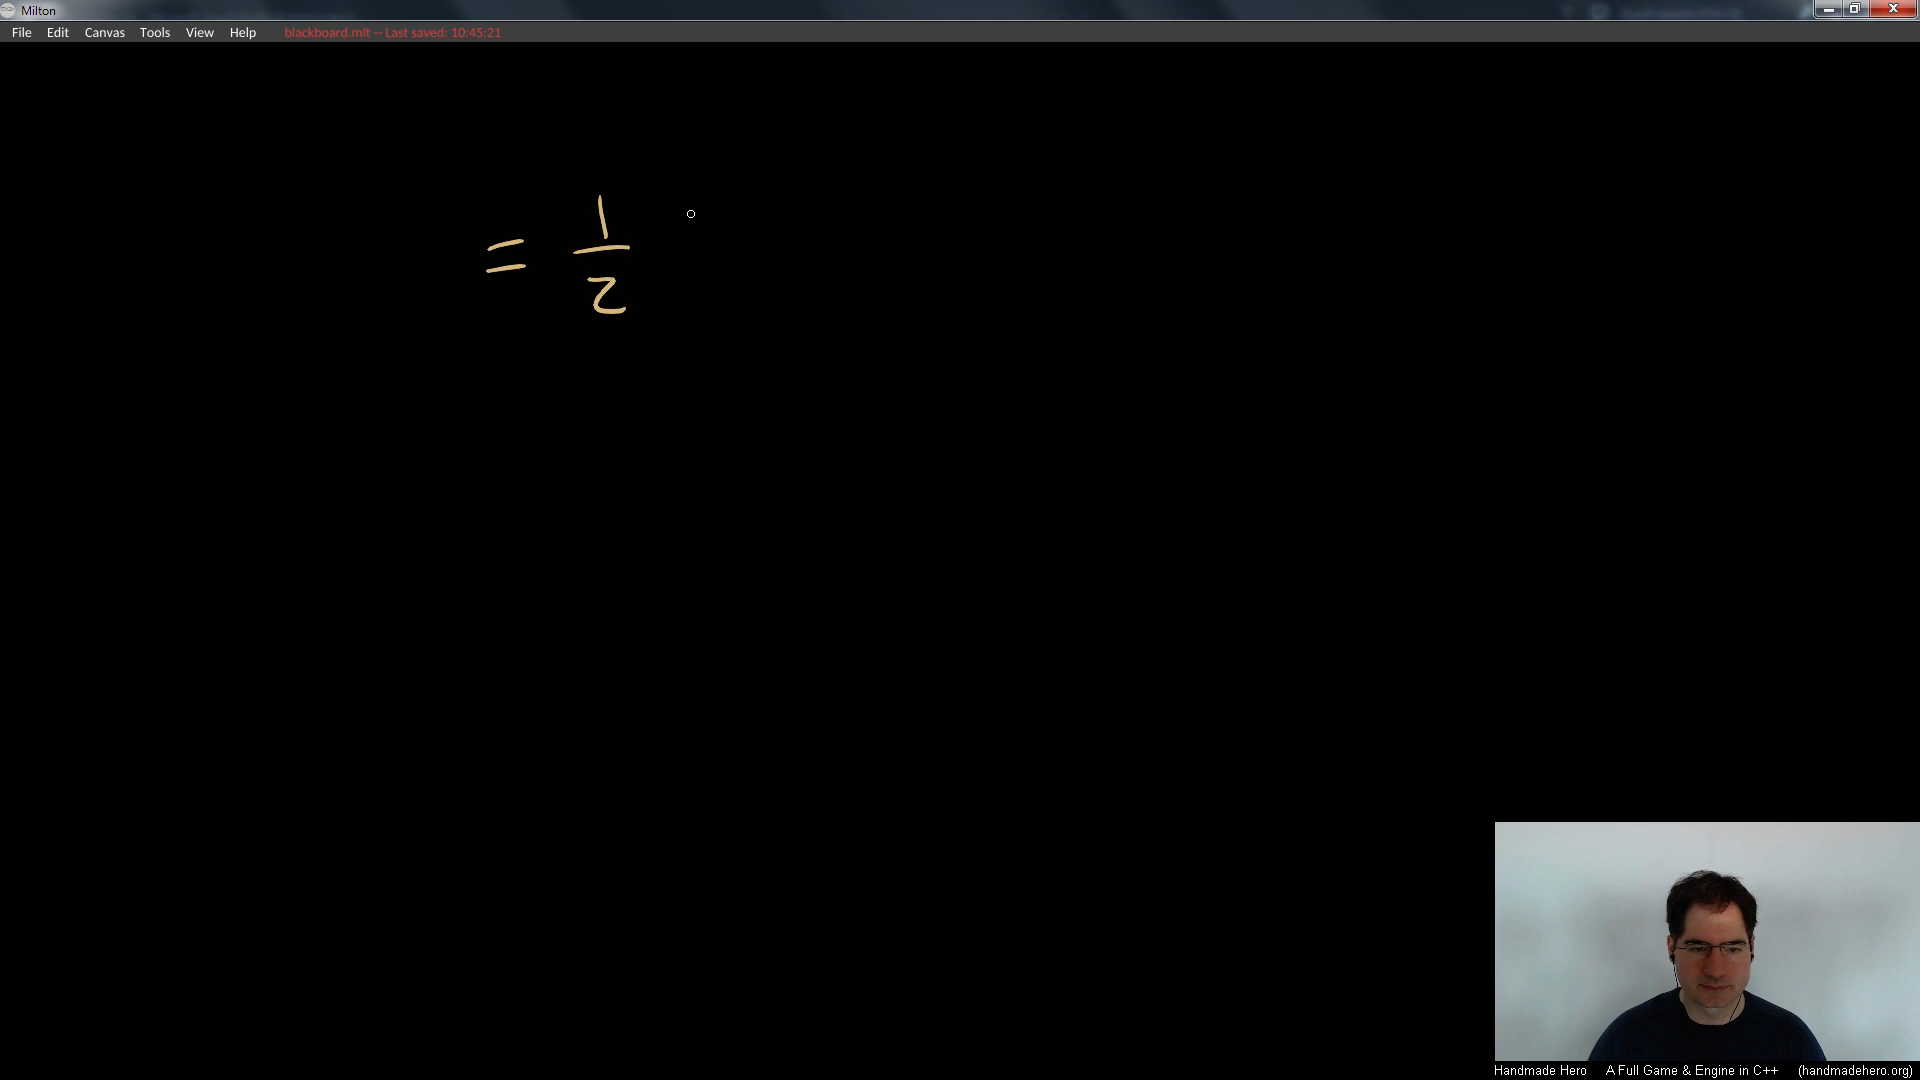 Milton
File Edit Canvas Tools View Help blackboard.mlt -- Last saved: 10:45:21
= 1/2
Handmade Hero A Full Game & Engine in C++ (handmadehero.org)